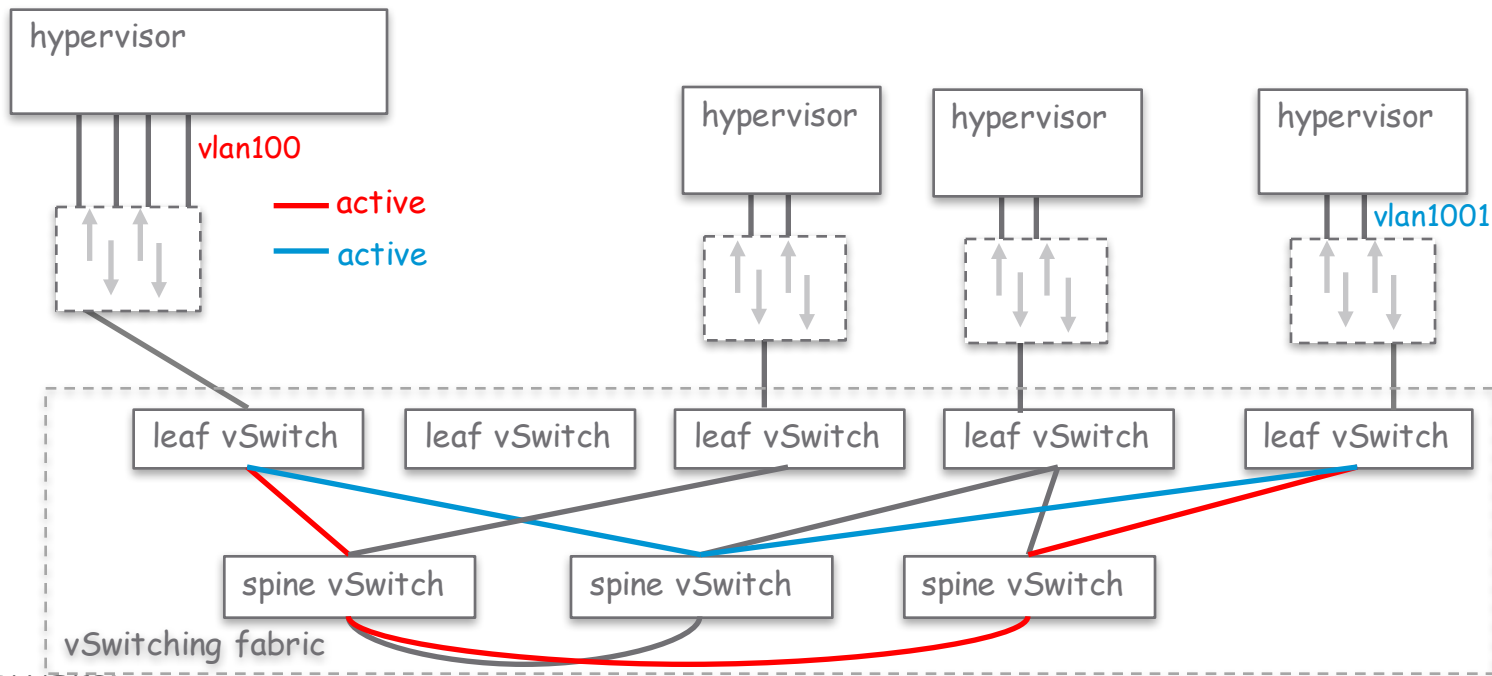 hypervisor
hypervisor
hypervisor
hypervisor
vlan100
active
vlan1001
active
leaf vSwitch
leaf vSwitch
leaf vSwitch
leaf vSwitch
leaf vSwitch
spine vSwitch
spine vSwitch
spine vSwitch
vSwitching fabric